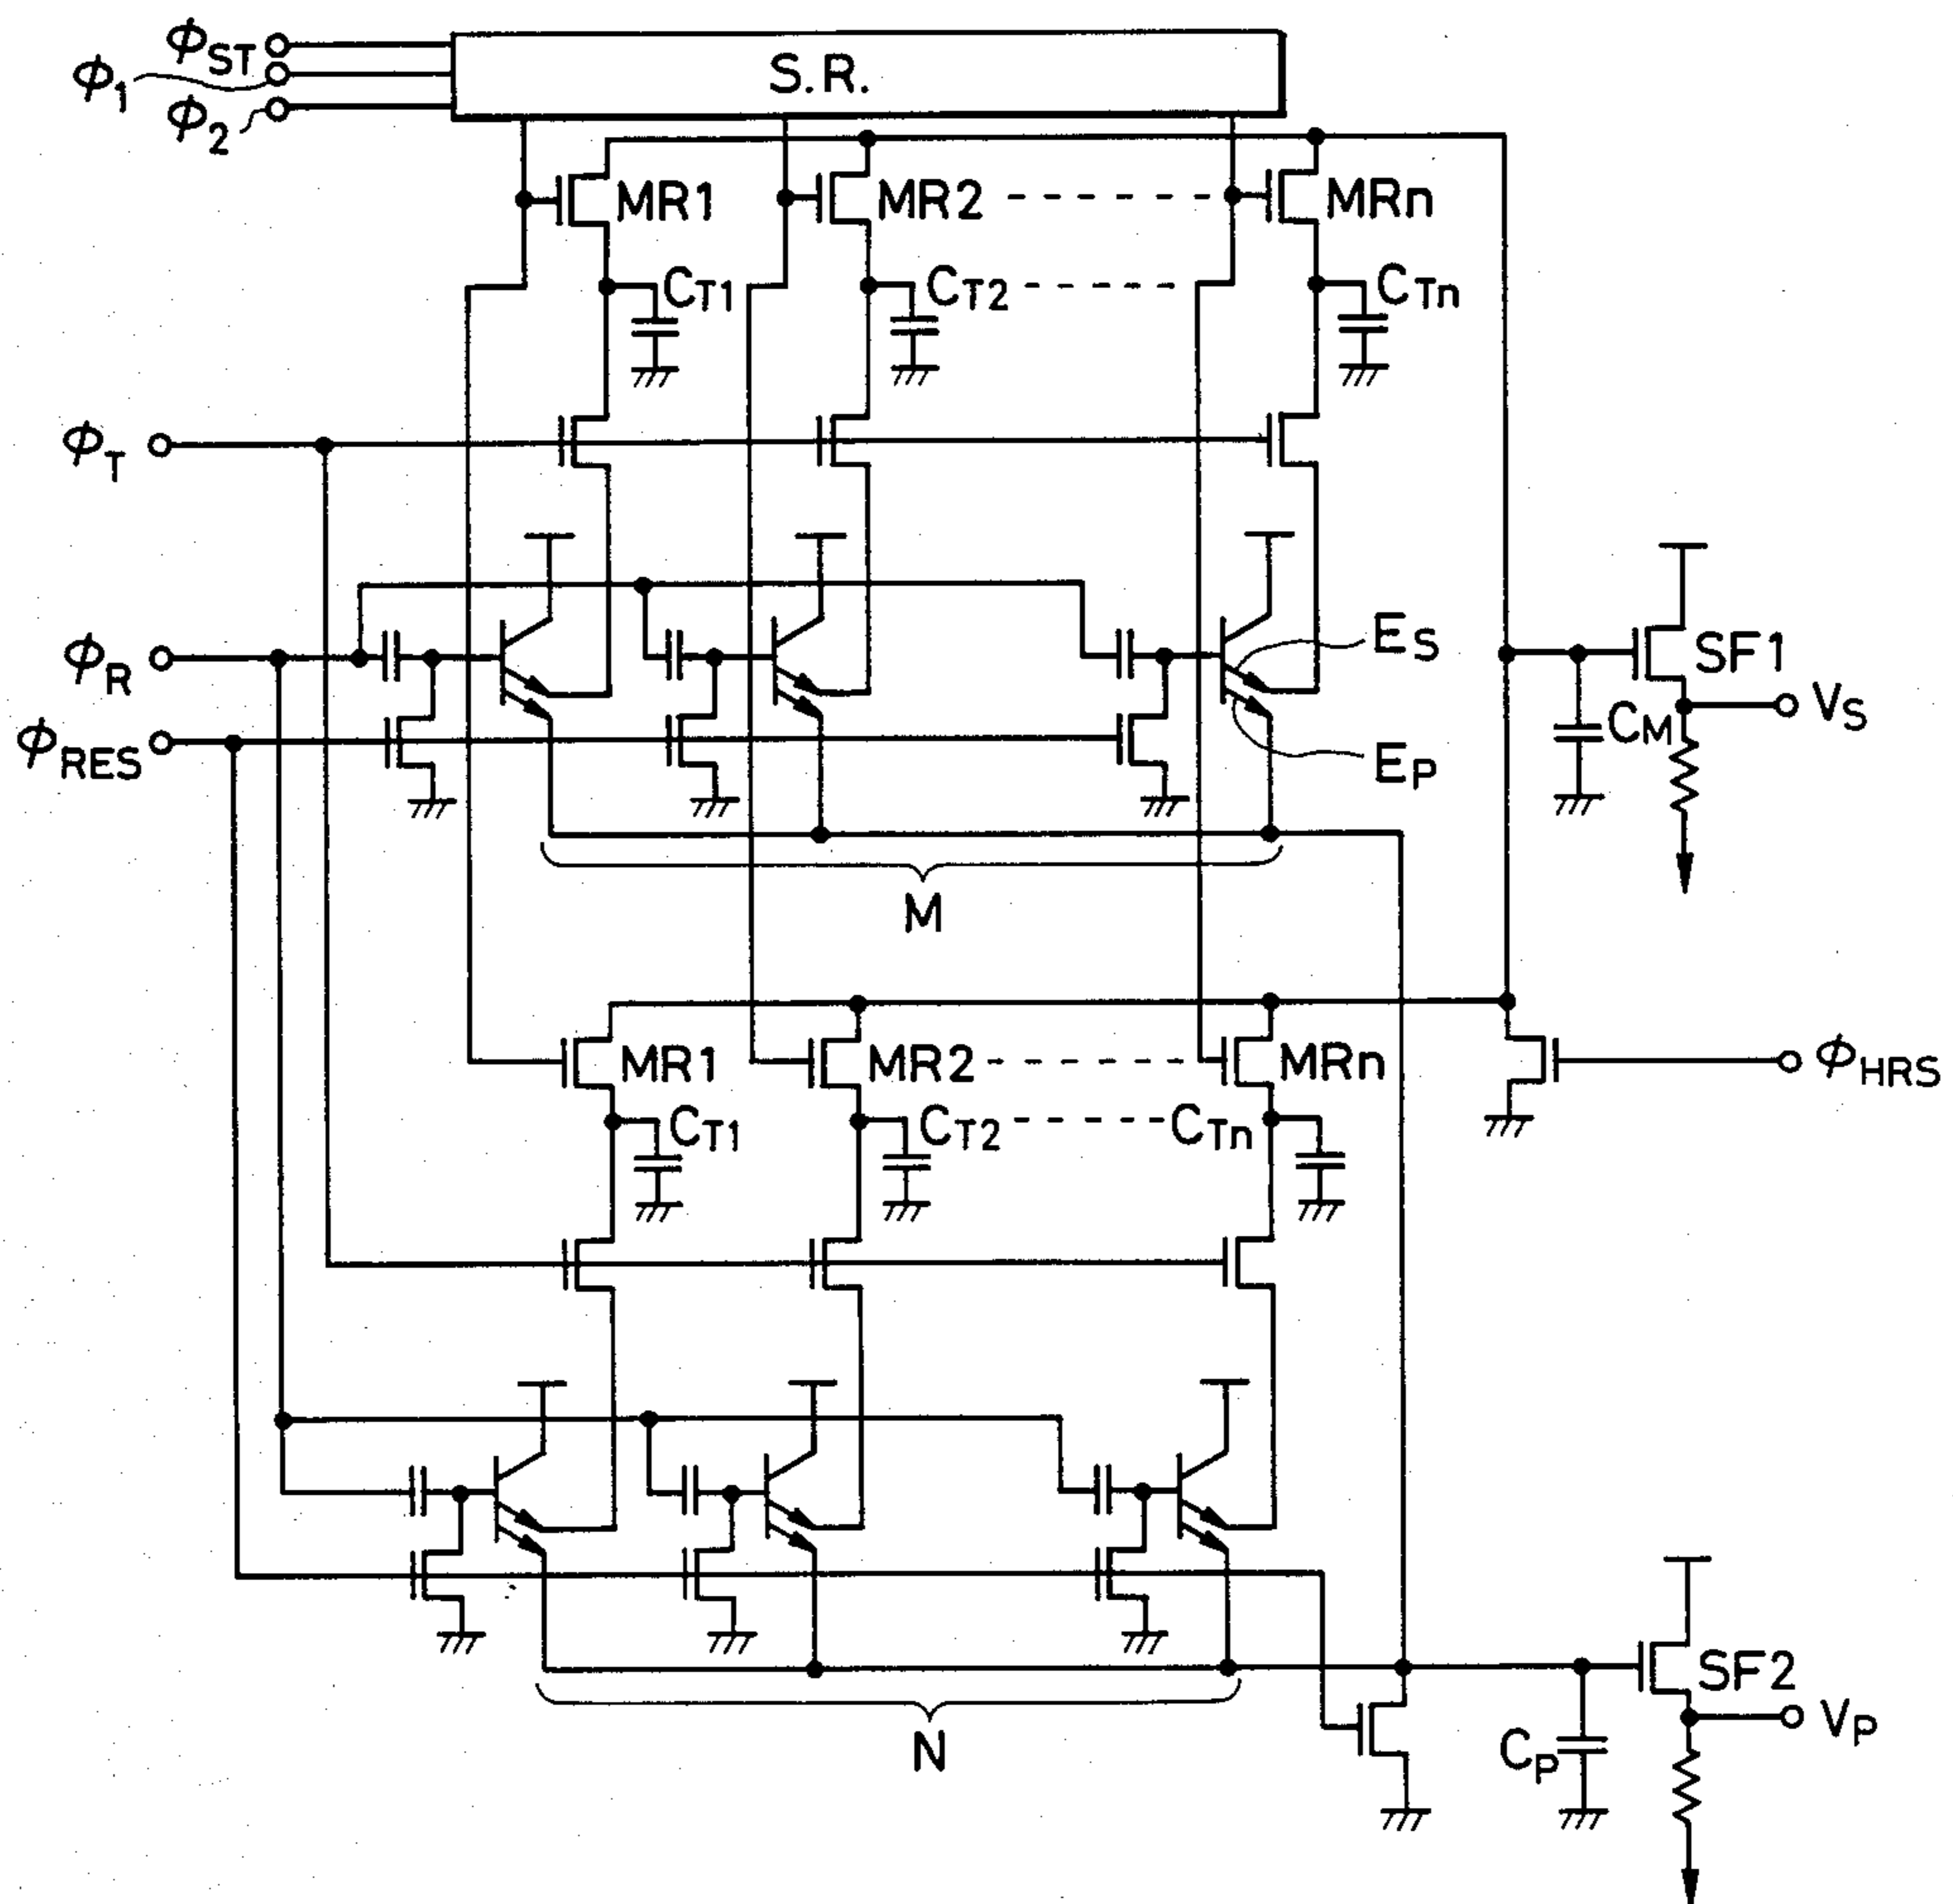 ϕST
S.R.
ϕ1
ϕ2
MR1
MR2
MRn
CT1
CT2
CTn
ϕT
ES
SF1
ϕR
VS
CM
ϕRES
EP
M
MR1
MR2
MRn
ϕHRS
CT1
CT2
CTn
SF2
VP
CP
N